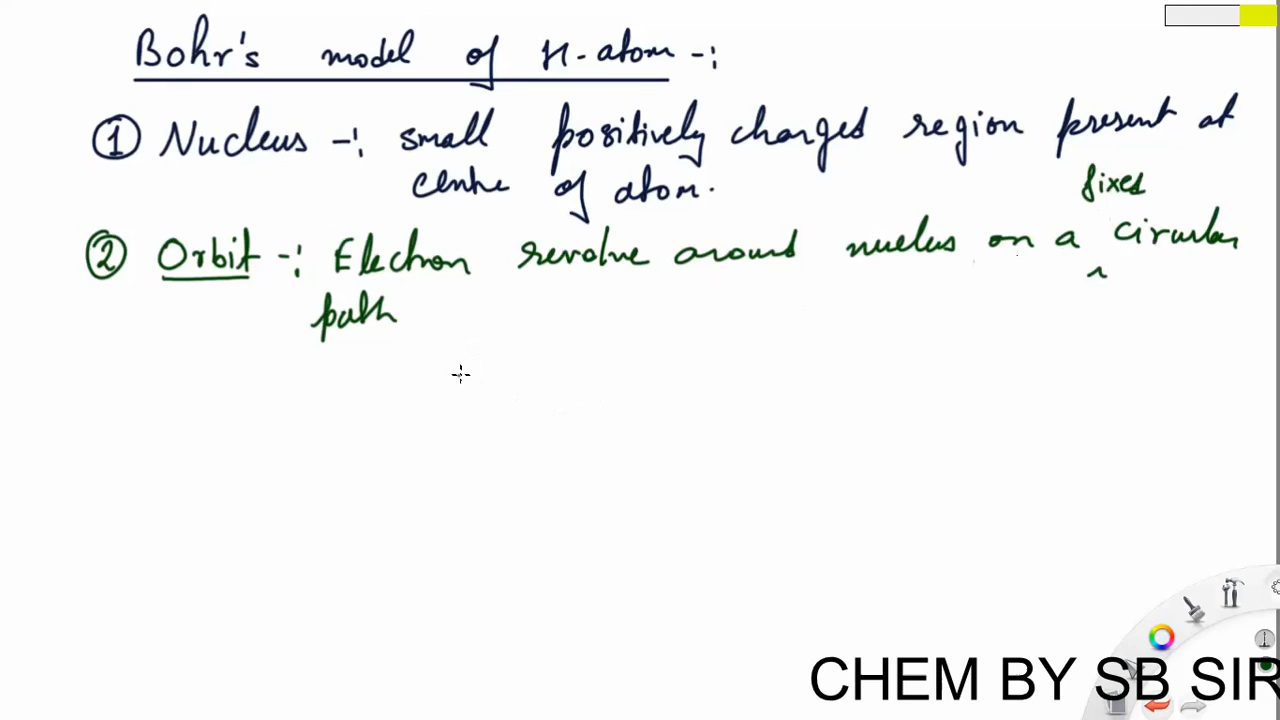 Bohr's model of H-atom -:
① Nucleus -: small positively charged region present at
centre of atom.
fixed
② Orbit -: Electron revolve around nucleus on a ^ circular
path
CHEM BY SB SIR